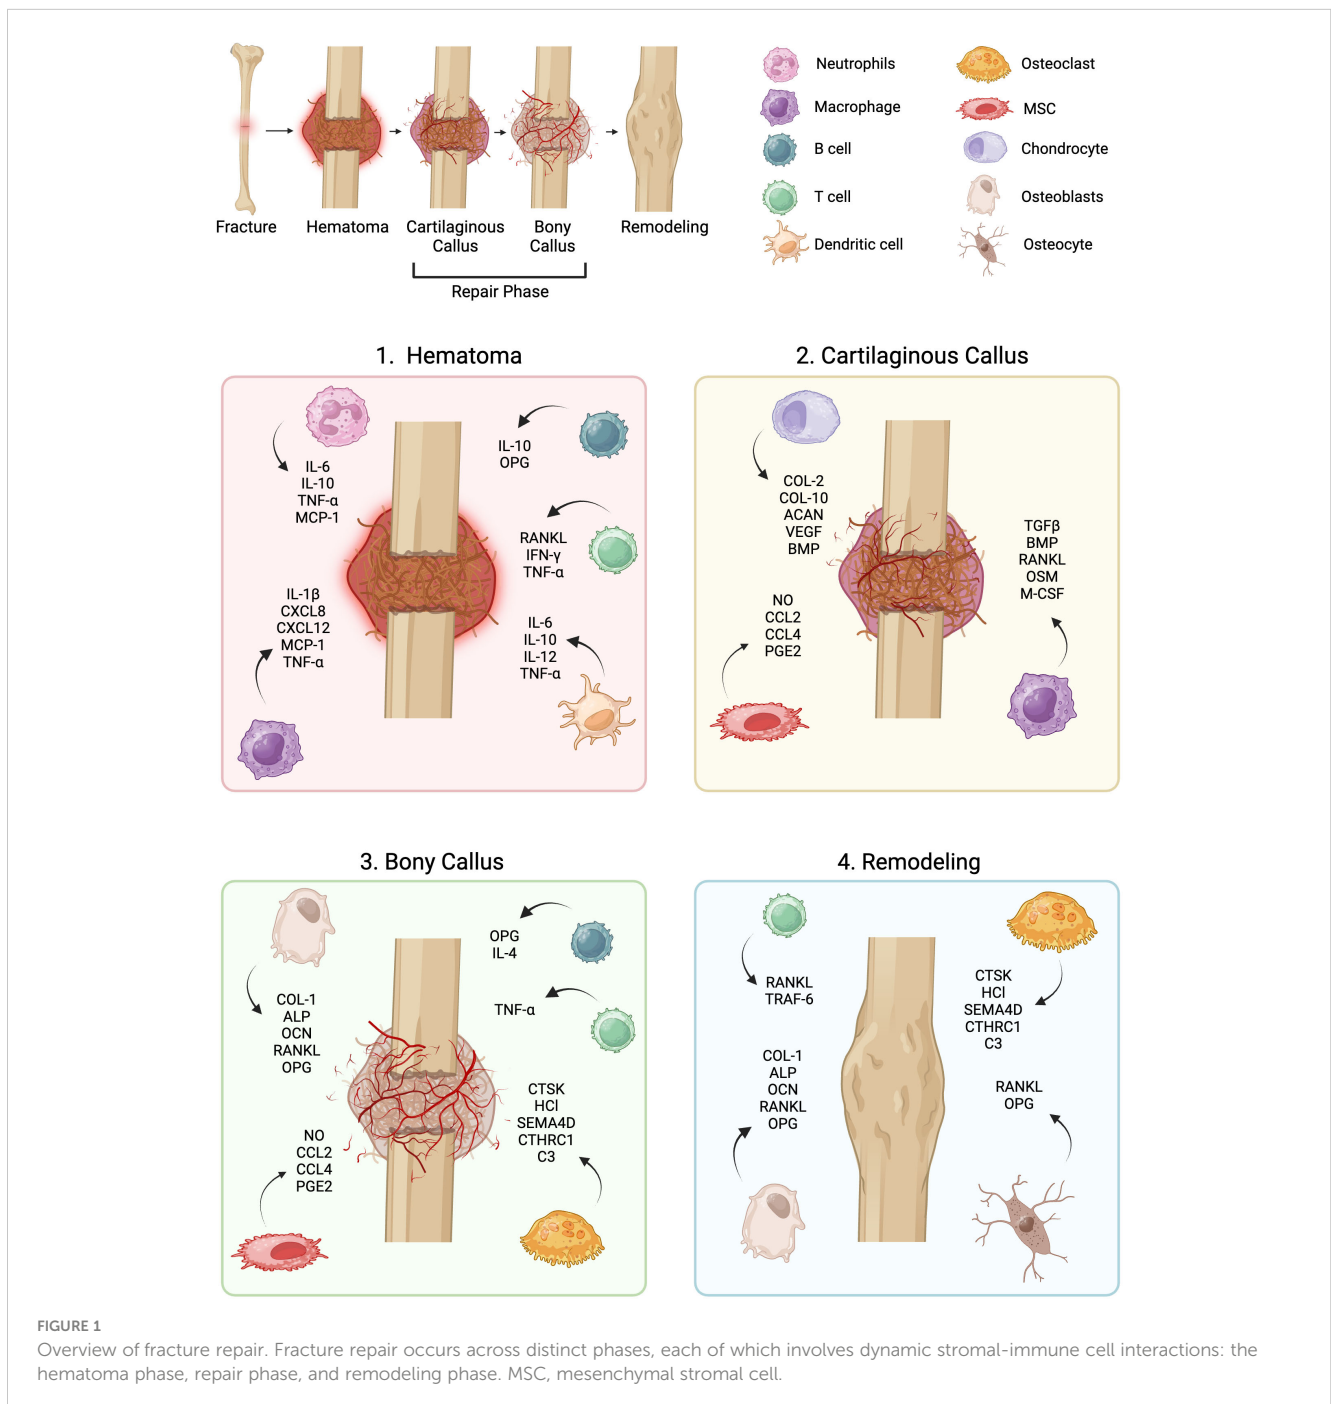 Fracture
Hematoma
Cartilaginous
Callus
Bony
Callus
Remodeling
Repair Phase
Neutrophils
Macrophage
B cell
T cell
Dendritic cell
Osteoclast
MSC
Chondrocyte
Osteoblasts
Osteocyte
1. Hematoma
IL-6
IL-10
TNF-α
MCP-1
IL-10
OPG
RANKL
IFN-γ
TNF-α
IL-1β
CXCL8
CXCL12
MCP-1
TNF-α
IL-6
IL-10
IL-12
TNF-α
2. Cartilaginous Callus
COL-2
COL-10
ACAN
VEGF
BMP
TGFβ
BMP
RANKL
OSM
M-CSF
NO
CCL2
CCL4
PGE2
3. Bony Callus
COL-1
ALP
OCN
RANKL
OPG
OPG
IL-4
TNF-α
NO
CCL2
CCL4
PGE2
CTSK
HCl
SEMA4D
CTHRC1
C3
4. Remodeling
RANKL
TRAF-6
CTSK
HCl
SEMA4D
CTHRC1
C3
COL-1
ALP
OCN
RANKL
OPG
RANKL
OPG
FIGURE 1
Overview of fracture repair. Fracture repair occurs across distinct phases, each of which involves dynamic stromal-immune cell interactions: the
hematoma phase, repair phase, and remodeling phase. MSC, mesenchymal stromal cell.